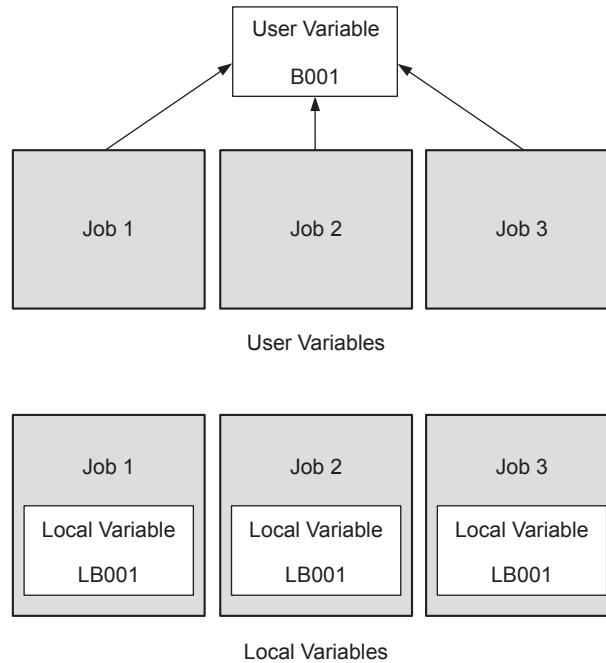 User Variable
B001
Job 1
Job 2
Job 3
User Variables
Job 1
Job 2
Job 3
Local Variable
Local Variable
Local Variable
LB001
LB001
LB001
Local Variables